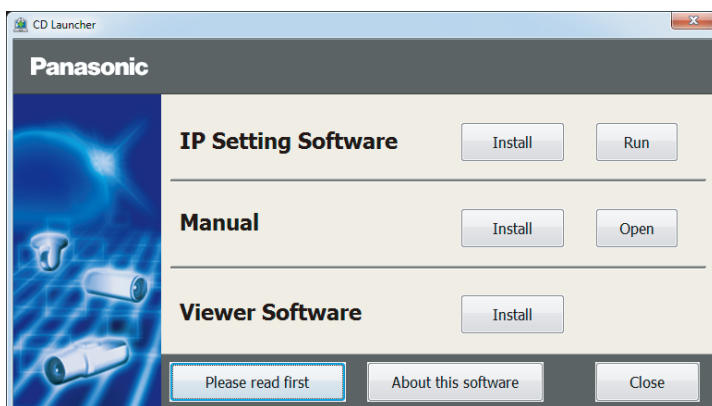 CD Launcher
Panasonic
IP Setting Software Install Run
Manual Install Open
Viewer Software Install
Please read first About this software Close